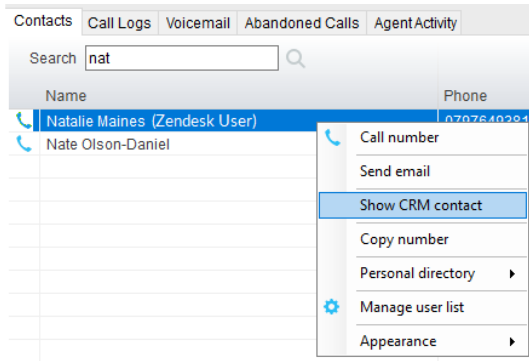 Contacts Call Logs Voicemail Abandoned Calls Agent Activity
Search nat
Name Phone
Natalie Maines (Zendesk User) 0797649381
Nate Olson-Daniel
Call number
Send email
Show CRM contact
Copy number
Personal directory
Manage user list
Appearance